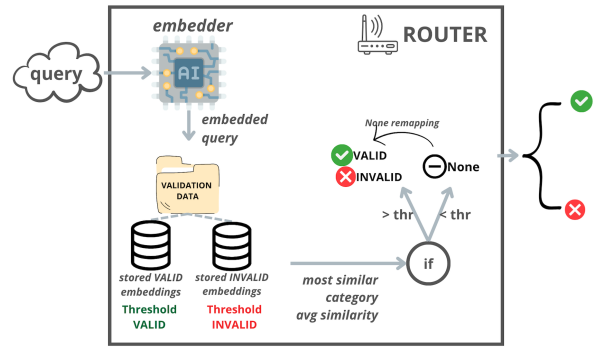 embedder
ROUTER
query
AI
embedded
query
None remapping
VALID
INVALID
None
VALIDATION
DATA
> thr
< thr
if
stored VALID
embeddings
stored INVALID
embeddings
Threshold
VALID
Threshold
INVALID
most similar
category
avg similarity